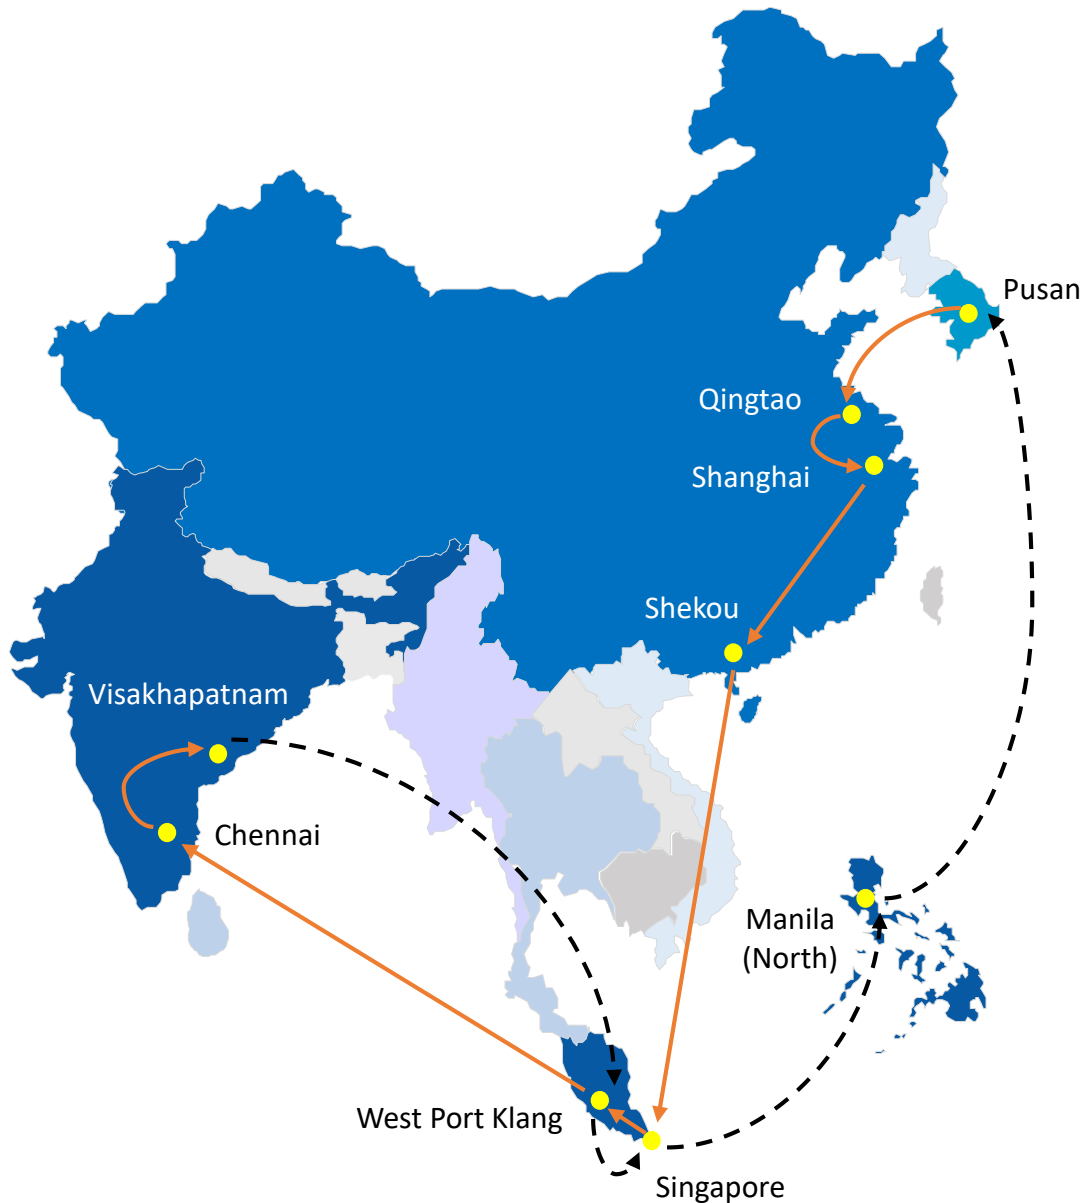 Pusan
Qingtao
Shanghai
Shekou
Visakhapatnam
Chennai
Manila
(North)
West Port Klang
Singapore